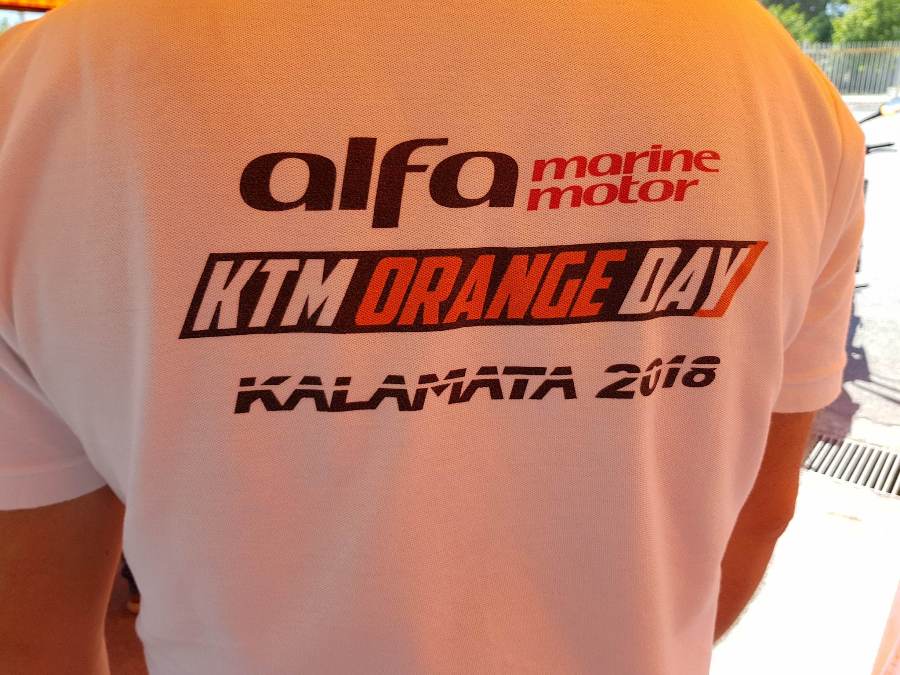 alfa marine motor
KTM ORANGE DAY
KALAMATA 2018